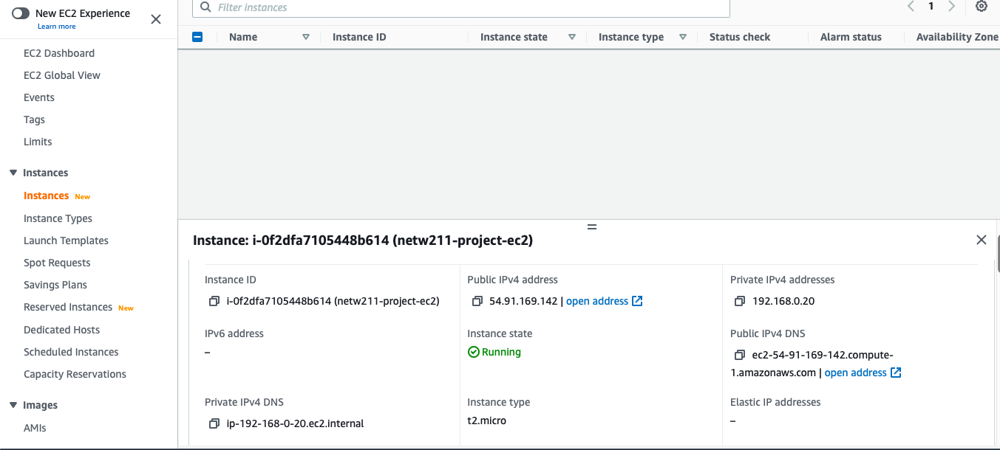 New EC2 Experience
Learn more
EC2 Dashboard
EC2 Global View
Events
Tags
Limits
Instances
Instances New
Instance Types
Launch Templates
Spot Requests
Savings Plans
Reserved Instances New
Dedicated Hosts
Scheduled Instances
Capacity Reservations
Images
AMIs
Filter instances
1
Name Instance ID Instance state Instance type Status check Alarm status Availability Zone
Instance: i-0f2dfa7105448b614 (netw211-project-ec2)
Instance ID
i-0f2dfa7105448b614 (netw211-project-ec2)
Public IPv4 address
54.91.169.142 | open address
Private IPv4 addresses
192.168.0.20
IPv6 address
–
Instance state
Running
Public IPv4 DNS
ec2-54-91-169-142.compute-
1.amazonaws.com | open address
Private IPv4 DNS
ip-192-168-0-20.ec2.internal
Instance type
t2.micro
Elastic IP addresses
–